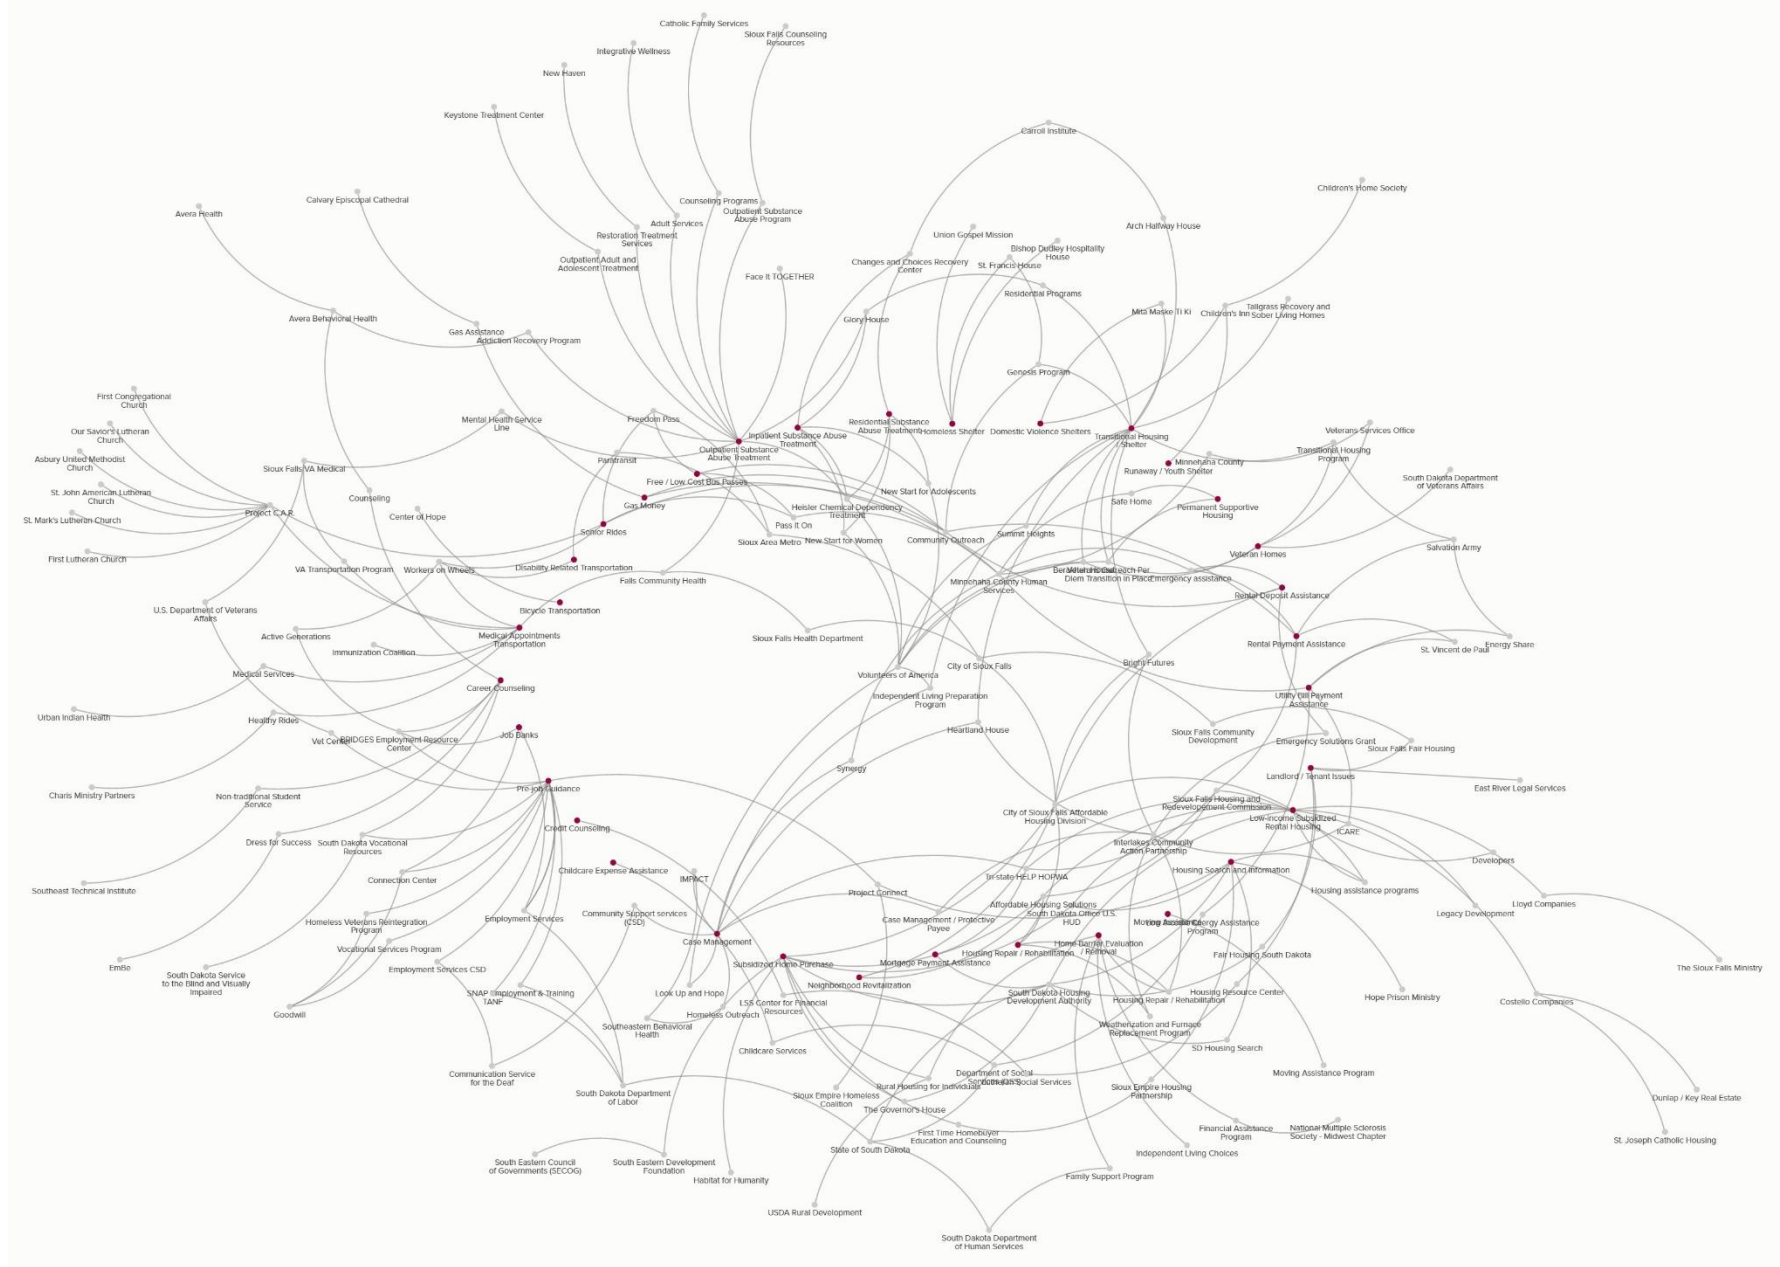 Catholic Family Services
Sioux Falls Counseling
Resources
Integrative Wellness
New Haven
Keystone Treatment Center
Carroll Institute
Children's Home Society
Calvary Episcopal Cathedral
Avera Health
Counseling Programs
Outpatient Substance
Abuse Program
Adult Services
Restoration Treatment
Services
Outpatient Adult and
Adolescent Treatment
Arch Halfway House
Union Gospel Mission
Bishop Dudley Hospitality
House
St. Francis House
Changes and Choices Recovery
Center
Face It TOGETHER
Residential Programs
Mita Maske Ti Ki
Children's Inn
Tallgrass Recovery and
Sober Living Homes
Avera Behavioral Health
Glory House
Gas Assistance
Addiction Recovery Program
Genesis Program
First Congregational
Church
Our Savior's Lutheran
Church
Asbury United Methodist
Church
St. John American Lutheran
Church
St. Mark's Lutheran Church
First Lutheran Church
Project C.A.R.
Mental Health Service
Line
Freedom Pass
Inpatient Substance Abuse
Treatment
Outpatient Substance
Abuse Treatment
Residential Substance
Abuse Treatment
Homeless Shelter
Domestic Violence Shelters
Transitional Housing
/ Shelter
Veterans Services Office
Transitional Housing
Program
Minnehaha County
Runaway / Youth Shelter
South Dakota Department
of Veterans Affairs
Sioux Falls VA Medical
Paratransit
Free / Low Cost Bus Passes
Counseling
Gas Money
New Start for Adolescents
Safe Home
Permanent Supportive
Housing
Center of Hope
Senior Rides
Pass It On
Heisler Chemical Dependency
Treatment
Sioux Area Metro
New Start for Women
Community Outreach
Summit Heights
Veteran Homes
Salvation Army
VA Transportation Program
Workers on Wheels
Disability Related Transportation
Falls Community Health
Minnehaha County Human
Services
Diem Transition in Place
Emergency assistance
Rental Deposit Assistance
U.S. Department of Veterans
Affairs
Bicycle Transportation
Active Generations
Medical Appointments
Transportation
Immunization Coalition
Sioux Falls Health Department
Rental Payment Assistance
St. Vincent de Paul
Energy Share
Medical Services
Volunteers of America
City of Sioux Falls
Bright Futures
Career Counseling
Independent Living Preparation
Program
Utility Bill Payment
Assistance
Urban Indian Health
Healthy Rides
Heartland House
Sioux Falls Community
Development
Emergency Solutions Grant
Sioux Falls Fair Housing
Vet Center
BRIDGES Employment Resource
Center
Job Banks
Synergy
Landlord / Tenant Issues
East River Legal Services
Charis Ministry Partners
Non-traditional Student
Service
Pre-job Guidance
Sioux Falls Housing and
Redevelopement Commission
City of Sioux Falls Affordable
Housing Division
Low-income Subsidized
Rental Housing
ICARE
Credit Counseling
Dress for Success
South Dakota Vocational
Resources
Interlakes Community
Action Partnership
Developers
Childcare Expense Assistance
IMPACT
Housing Search and Information
Southeast Technical Institute
Connection Center
Project Connect
Tri-state HELP HOPWA
Housing assistance programs
Lloyd Companies
Legacy Development
Homeless Veterans Reintegration
Program
Employment Services
Community Support services
(CSD)
Case Management / Protective
Payee
Affordable Housing Solutions
South Dakota Office U.S.
HUD
Moving Assistance
Low Income Energy Assistance
Program
Vocational Services Program
Case Management
Home Barrier Evaluation
/ Removal
Housing Repair / Rehabilitation
Fair Housing South Dakota
EmBe
Employment Services CSD
Subsidized Home Purchase
Mortgage Payment Assistance
The Sioux Falls Ministry
South Dakota Service
to the Blind and Visually
Impaired
Neighborhood Revitalization
Look Up and Hope
SNAP Employment & Training
TANF
LSS Center for Financial
Resources
South Dakota Housing
Development Authority
Housing Repair / Rehabilitation
Housing Resource Center
Hope Prison Ministry
Costello Companies
Goodwill
Homeless Outreach
Southeastern Behavioral
Health
Weatherization and Furnace
Replacement Program
SD Housing Search
Childcare Services
Communication Service
for the Deaf
Moving Assistance Program
South Dakota Department
of Labor
Department of Social
Services (DSS)
Lutheran Social Services
Rural Housing for Individuals
Sioux Empire Homeless
Coalition
The Governor's House
Sioux Empire Housing
Partnership
Dunlap / Key Real Estate
First Time Homebuyer
Education and Counseling
Financial Assistance
Program
National Multiple Sclerosis
Society - Midwest Chapter
St. Joseph Catholic Housing
State of South Dakota
Independent Living Choices
South Eastern Council
of Governments (SECOG)
South Eastern Development
Foundation
Habitat for Humanity
Family Support Program
USDA Rural Development
South Dakota Department
of Human Services